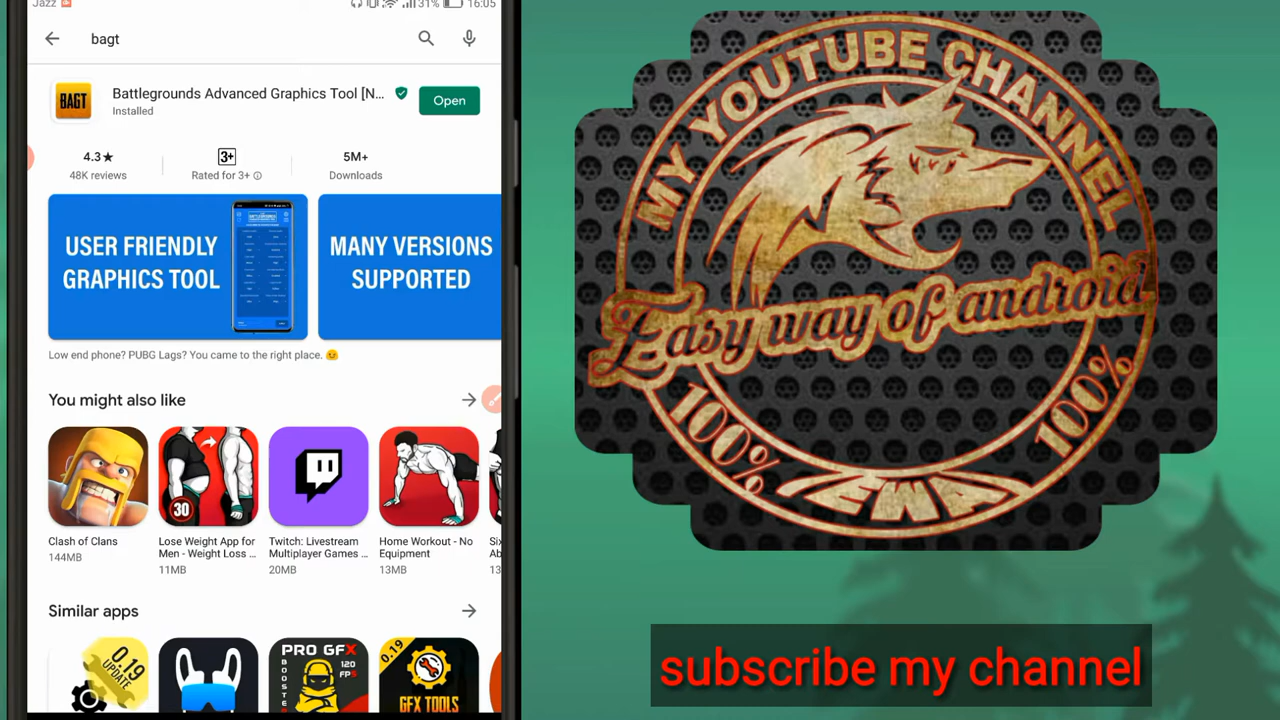 Jazz
31%
16:05
bagt
BAGT
Battlegrounds Advanced Graphics Tool [N...
Installed
Open
4.3★
48K reviews
3+
Rated for 3+
5M+
Downloads
USER FRIENDLY
GRAPHICS TOOL
MANY VERSIONS
SUPPORTED
Low end phone? PUBG Lags? You came to the right place. 😉
You might also like
30
Clash of Clans
144MB
Lose Weight App for
Men - Weight Loss ...
11MB
Twitch: Livestream
Multiplayer Games ...
20MB
Home Workout - No
Equipment
13MB
Six
Ab
13
Similar apps
0.19
UPDATE
PRO GFX
BOOSTE
120
FPS
0.19
GFX TOOLS
MY YOUTUBE CHANNEL
Easy way of android
100%
EWA
100%
subscribe my channel